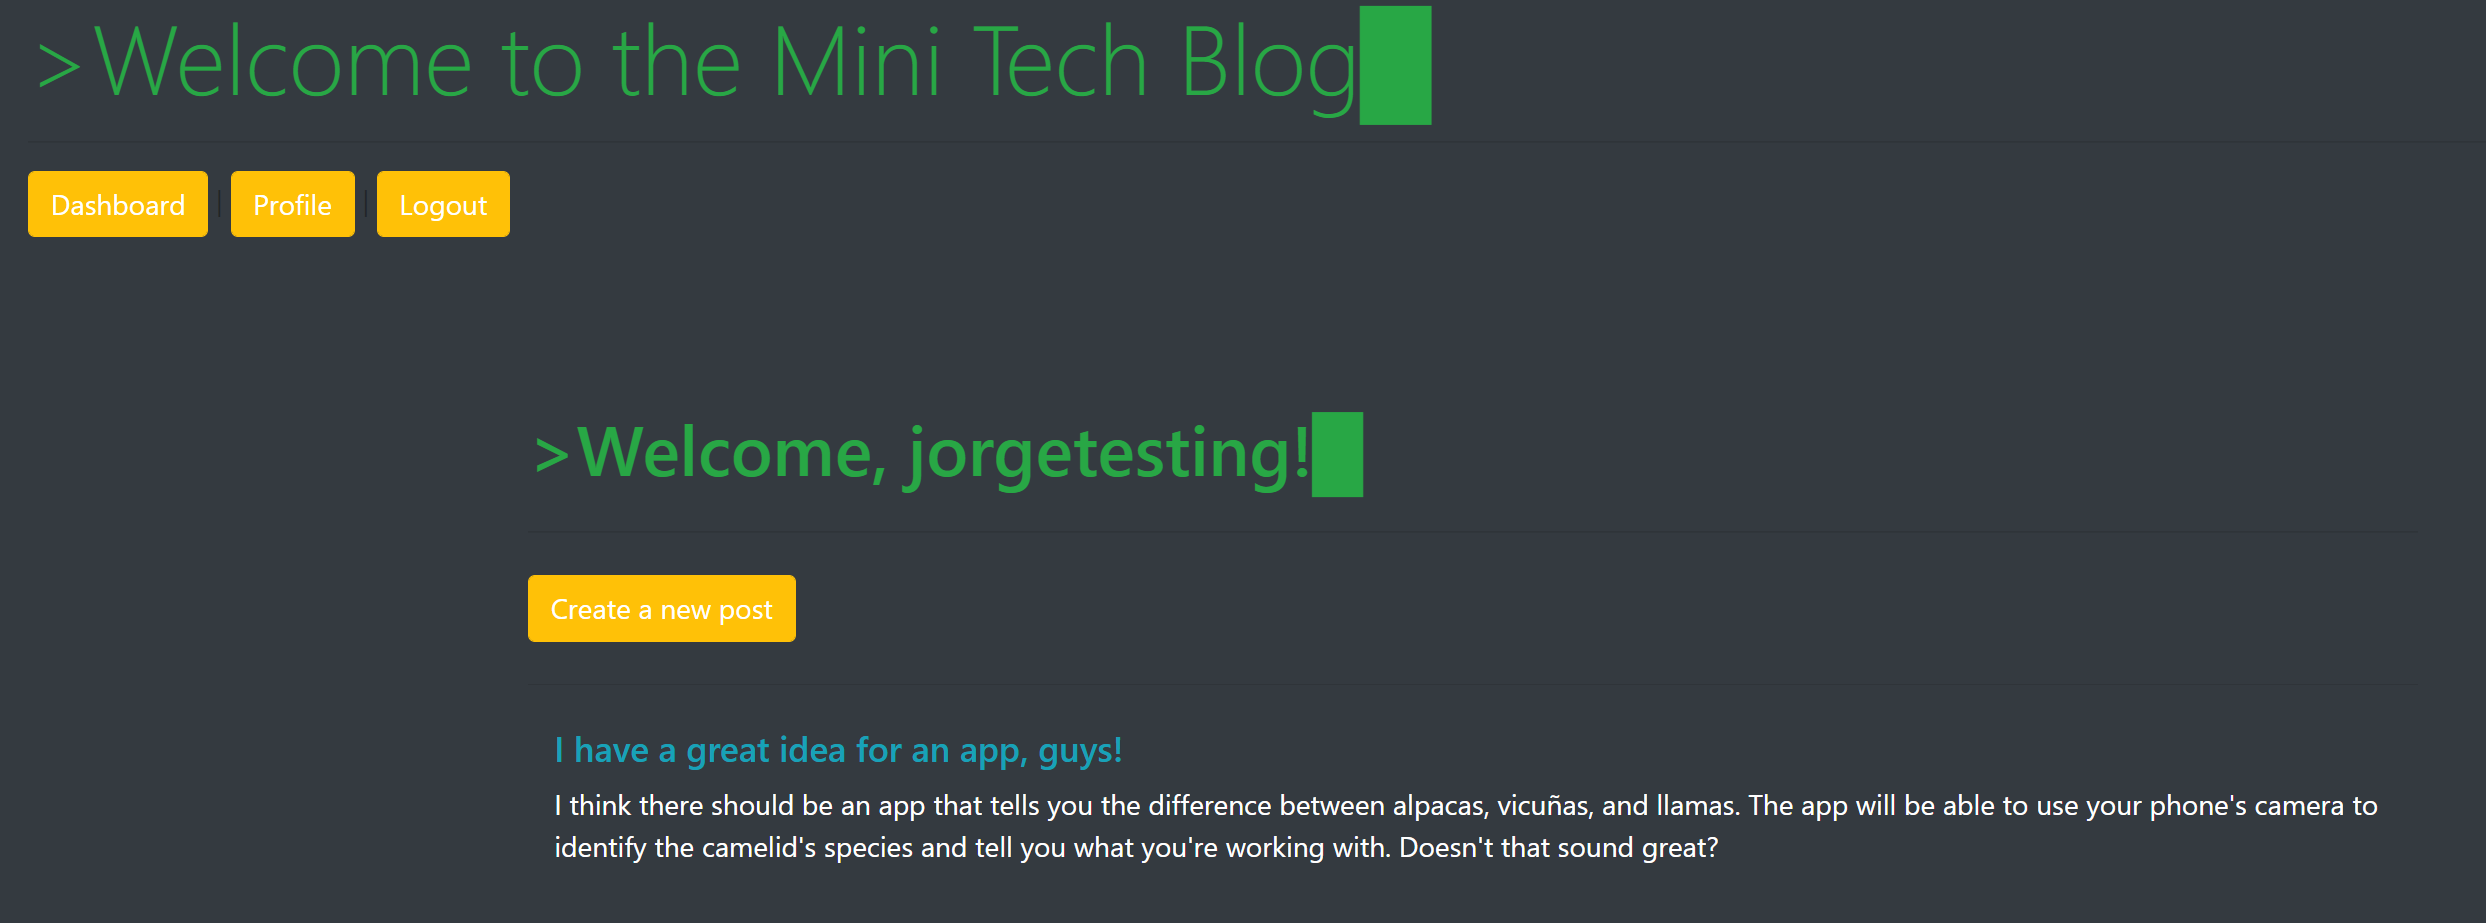 >Welcome to the Mini Tech Blog█
Dashboard | Profile | Logout
>Welcome, jorgetesting!█
Create a new post
I have a great idea for an app, guys!
I think there should be an app that tells you the difference between alpacas, vicuñas, and llamas. The app will be able to use your phone's camera to
identify the camelid's species and tell you what you're working with. Doesn't that sound great?